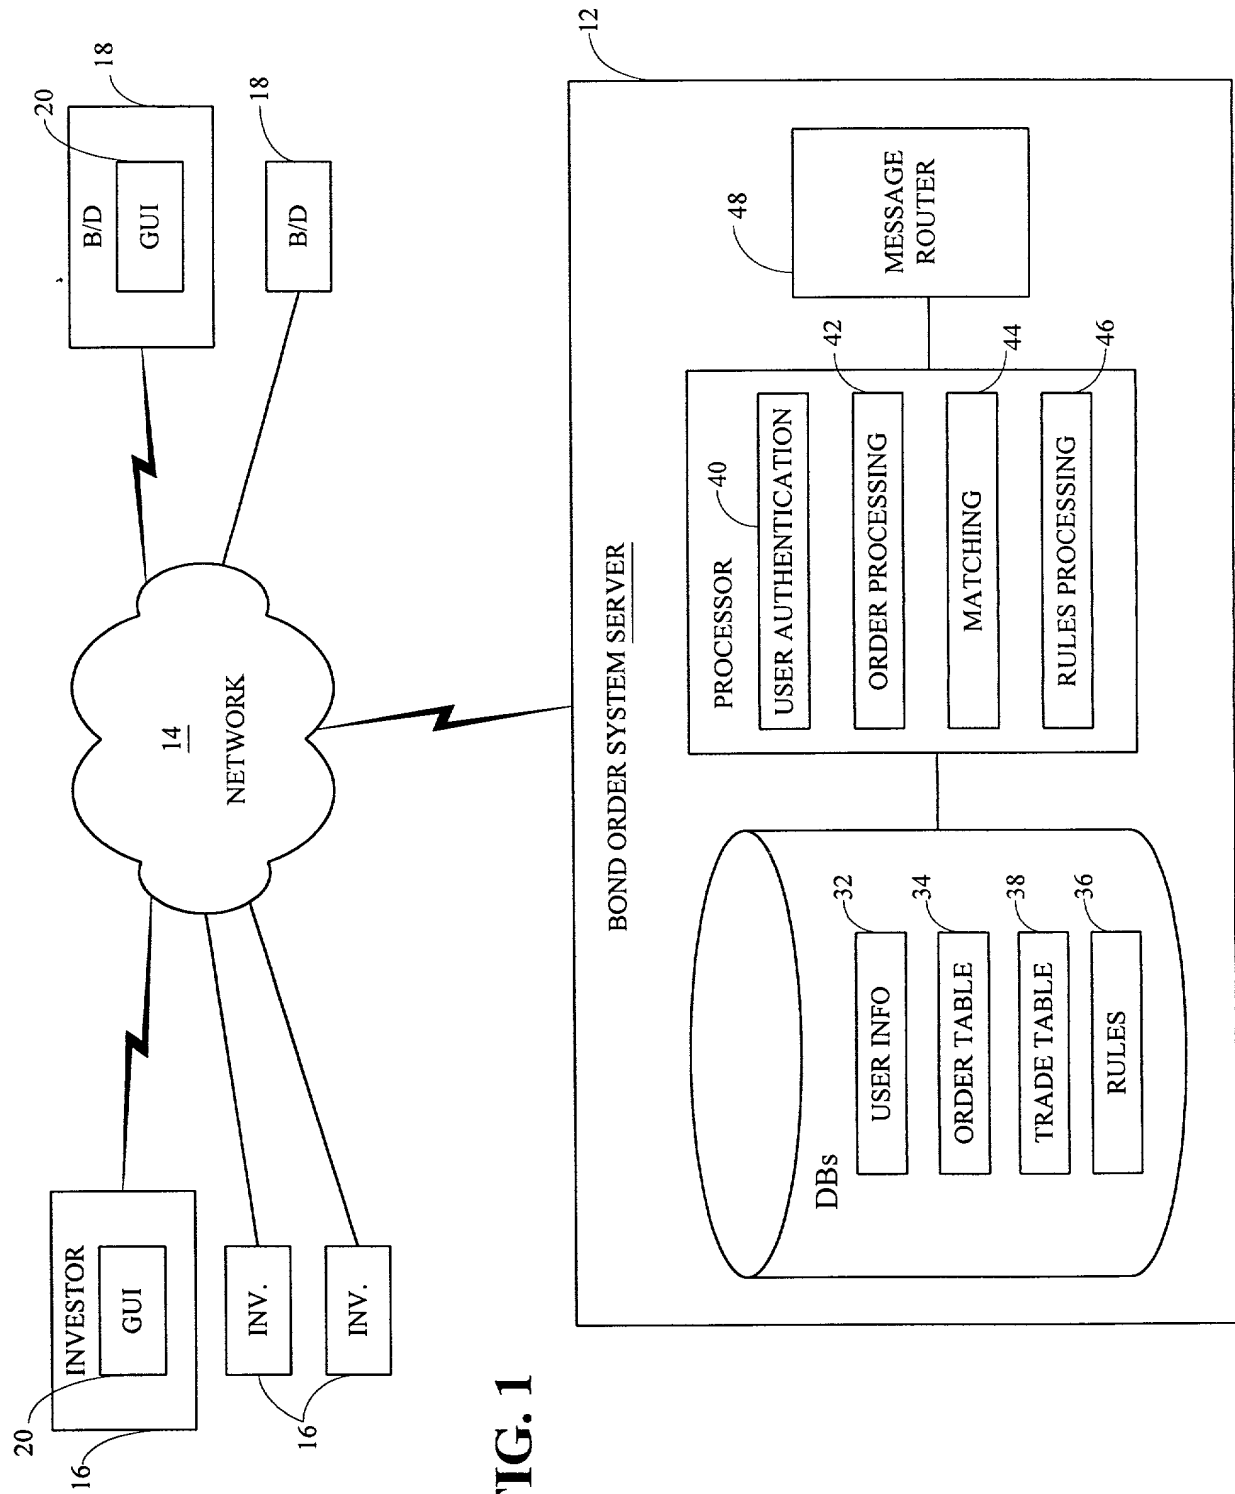 INVESTOR
GUI
20
16
INV.
INV.
16
14
NETWORK
B/D
GUI
20
18
B/D
18
12
BOND ORDER SYSTEM SERVER
DBs
USER INFO
32
ORDER TABLE
34
TRADE TABLE
38
RULES
36
PROCESSOR
USER AUTHENTICATION
40
ORDER PROCESSING
42
MATCHING
44
RULES PROCESSING
46
MESSAGE
ROUTER
48
FIG. 1